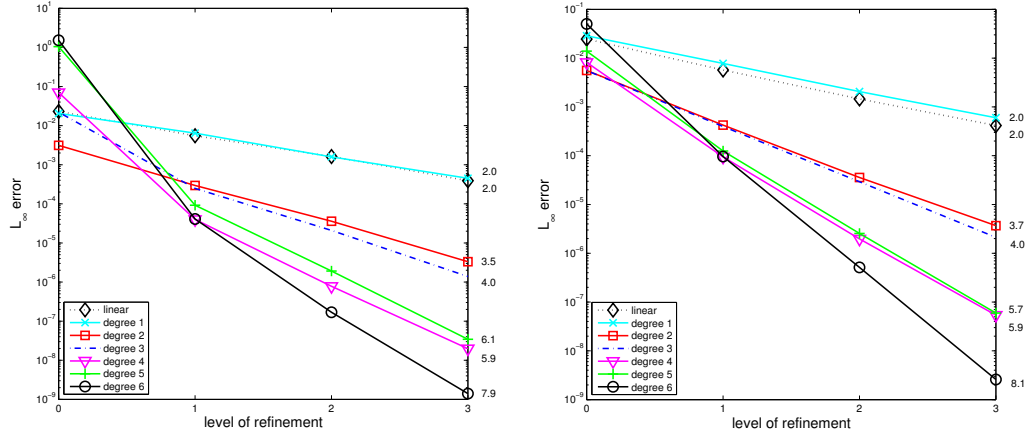 10^1
10^0
10^-1
10^-2
10^-3
10^-4
10^-5
10^-6
10^-7
10^-8
10^-9
L∞ error
0
1
2
3
level of refinement
linear
degree 1
degree 2
degree 3
degree 4
degree 5
degree 6
2.0
2.0
3.5
4.0
6.1
5.9
7.9
10^-1
10^-2
10^-3
10^-4
10^-5
10^-6
10^-7
10^-8
10^-9
L∞ error
0
1
2
3
level of refinement
linear
degree 1
degree 2
degree 3
degree 4
degree 5
degree 6
2.0
2.0
3.7
4.0
5.7
5.9
8.1